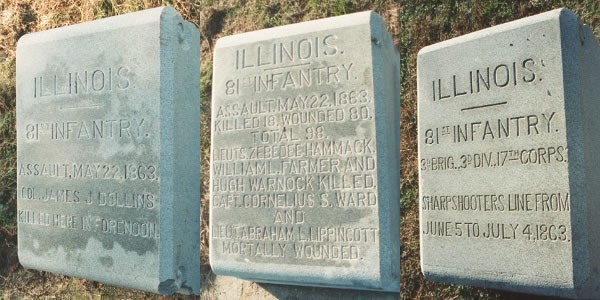 ILLINOIS.
81ST INFANTRY.
ASSAULT, MAY 22, 1863.
COL. JAMES J. DOLLINS
KILLED HERE IN FORENOON.
ILLINOIS.
81ST INFANTRY.
ASSAULT, MAY 22, 1863.
KILLED 18, WOUNDED 80,
TOTAL 98.
LIEUTS. ZEBEDEE HAMMACK,
WILLIAM L. FARMER AND
HUGH WARNOCK KILLED,
CAPT. CORNELIUS S. WARD
AND
LIEUT. ABRAHAM L. LIPPINCOTT
MORTALLY WOUNDED.
ILLINOIS.
81ST INFANTRY.
3D BRIG., 3D DIV., 17TH CORPS.
SHARPSHOOTERS LINE FROM
JUNE 5 TO JULY 4, 1863.